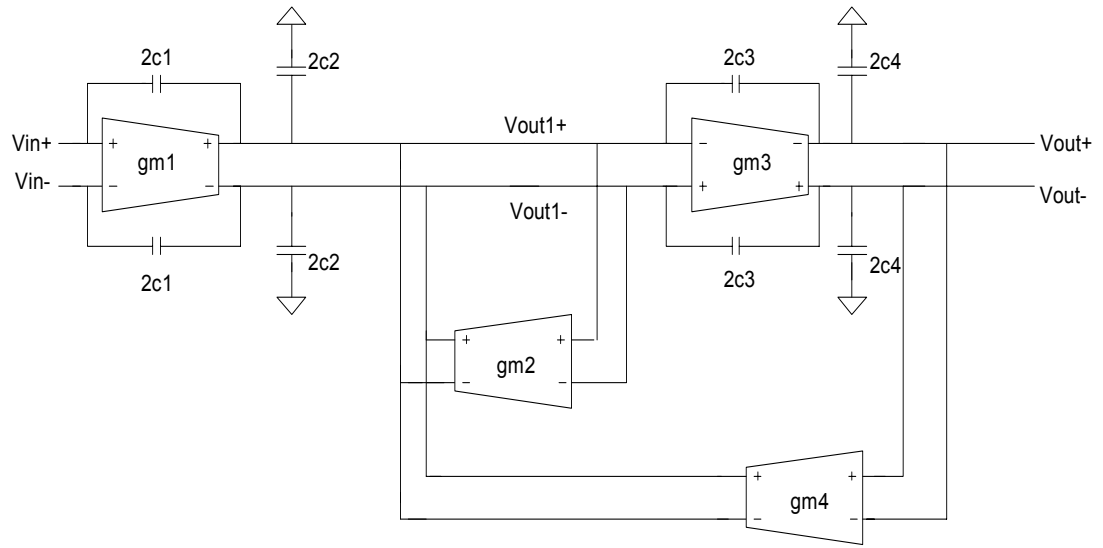 2c1
2c2
2c3
2c4
Vin+
+
+
gm1
Vout1+
−
−
gm3
Vout+
Vin-
−
−
Vout1-
+
+
Vout-
2c1
2c2
2c3
2c4
+
+
gm2
−
−
+
+
gm4
−
−